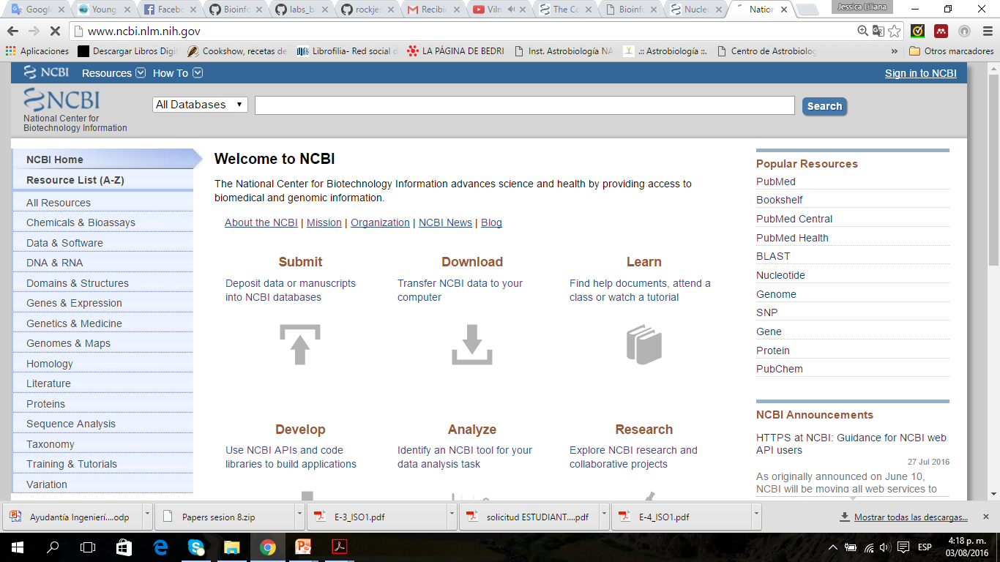 Google
Young
Facebo
Bioinfo
labs_b
rockje
Gmail
Recibid
Viln
The Co
Bioinf
Nucle
Nation
Jessica Liliana
www.ncbi.nlm.nih.gov
Aplicaciones
Descargar Libros Digit
Cookshow, recetas de
Librofilia- Red social d
LA PÁGINA DE BEDRI
Inst. Astrobiología NA
.:: Astrobiología ::.
Centro de Astrobiolog
»
Otros marcadores
NCBI Resources How To Sign in to NCBI
NCBI
National Center for
Biotechnology Information
All Databases
Search
NCBI Home
Resource List (A-Z)
All Resources
Chemicals & Bioassays
Data & Software
DNA & RNA
Domains & Structures
Genes & Expression
Genetics & Medicine
Genomes & Maps
Homology
Literature
Proteins
Sequence Analysis
Taxonomy
Training & Tutorials
Variation
Welcome to NCBI
The National Center for Biotechnology Information advances science and health by providing access to
biomedical and genomic information.
About the NCBI | Mission | Organization | NCBI News | Blog
Submit
Deposit data or manuscripts
into NCBI databases
Download
Transfer NCBI data to your
computer
Learn
Find help documents, attend a
class or watch a tutorial
Develop
Use NCBI APIs and code
libraries to build applications
Analyze
Identify an NCBI tool for your
data analysis task
Research
Explore NCBI research and
collaborative projects
Popular Resources
PubMed
Bookshelf
PubMed Central
PubMed Health
BLAST
Nucleotide
Genome
SNP
Gene
Protein
PubChem
NCBI Announcements
HTTPS at NCBI: Guidance for NCBI web
API users
27 Jul 2016
As originally announced on June 10,
NCBI will be moving all web services to
Ayudantía Ingenierí....odp
Papers sesion 8.zip
E-3_ISO1.pdf
solicitud ESTUDIANT....pdf
E-4_ISO1.pdf
Mostrar todas las descargas...
ESP
4:18 p. m.
03/08/2016